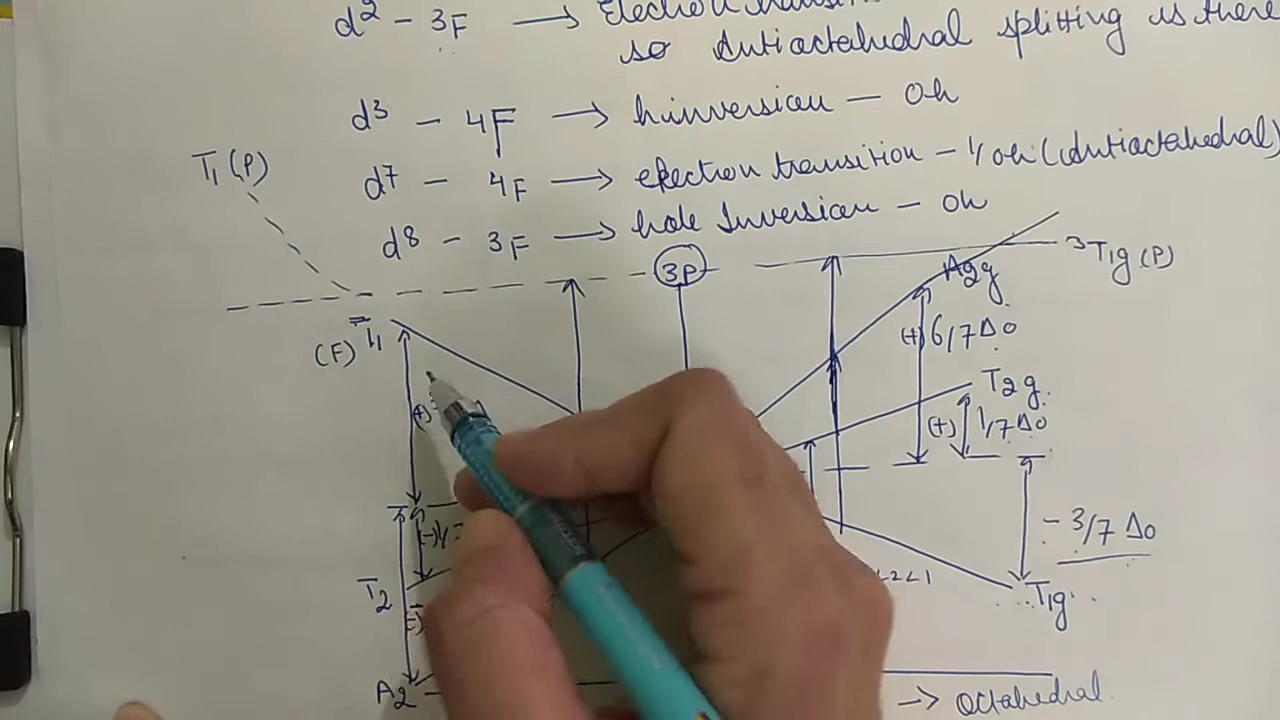 d2 - 3F → Election
so Antioctahedral splitting is there
d3 - 4F → hinversion - Oh
d7 - 4F → election transition - 1/oh (Antioctahedral)
d8 - 3F → hole Inversion - Oh
T1(P)
3P
3T1g(P)
A2g
(F) T1
(+) 6/7 Δo
T2g
(+)
(+) 1/7 Δo
- 3/7 Δo
(-)
T2
(-)
T1g
A2
→ octahedral